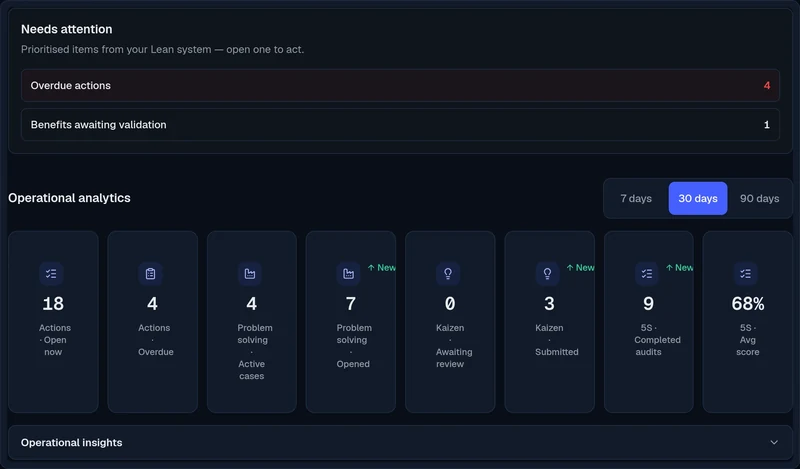 Needs attention
Prioritised items from your Lean system — open one to act.
Overdue actions 4
Benefits awaiting validation 1
Operational analytics
7 days 30 days 90 days
18
Actions
· Open
now
4
Actions
·
Overdue
4
Problem
solving
·
Active
cases
↑ New
7
Problem
solving
·
Opened
0
Kaizen
·
Awaiting
review
↑ New
3
Kaizen
·
Submitted
↑ New
9
5S ·
Completed
audits
68%
5S ·
Avg
score
Operational insights